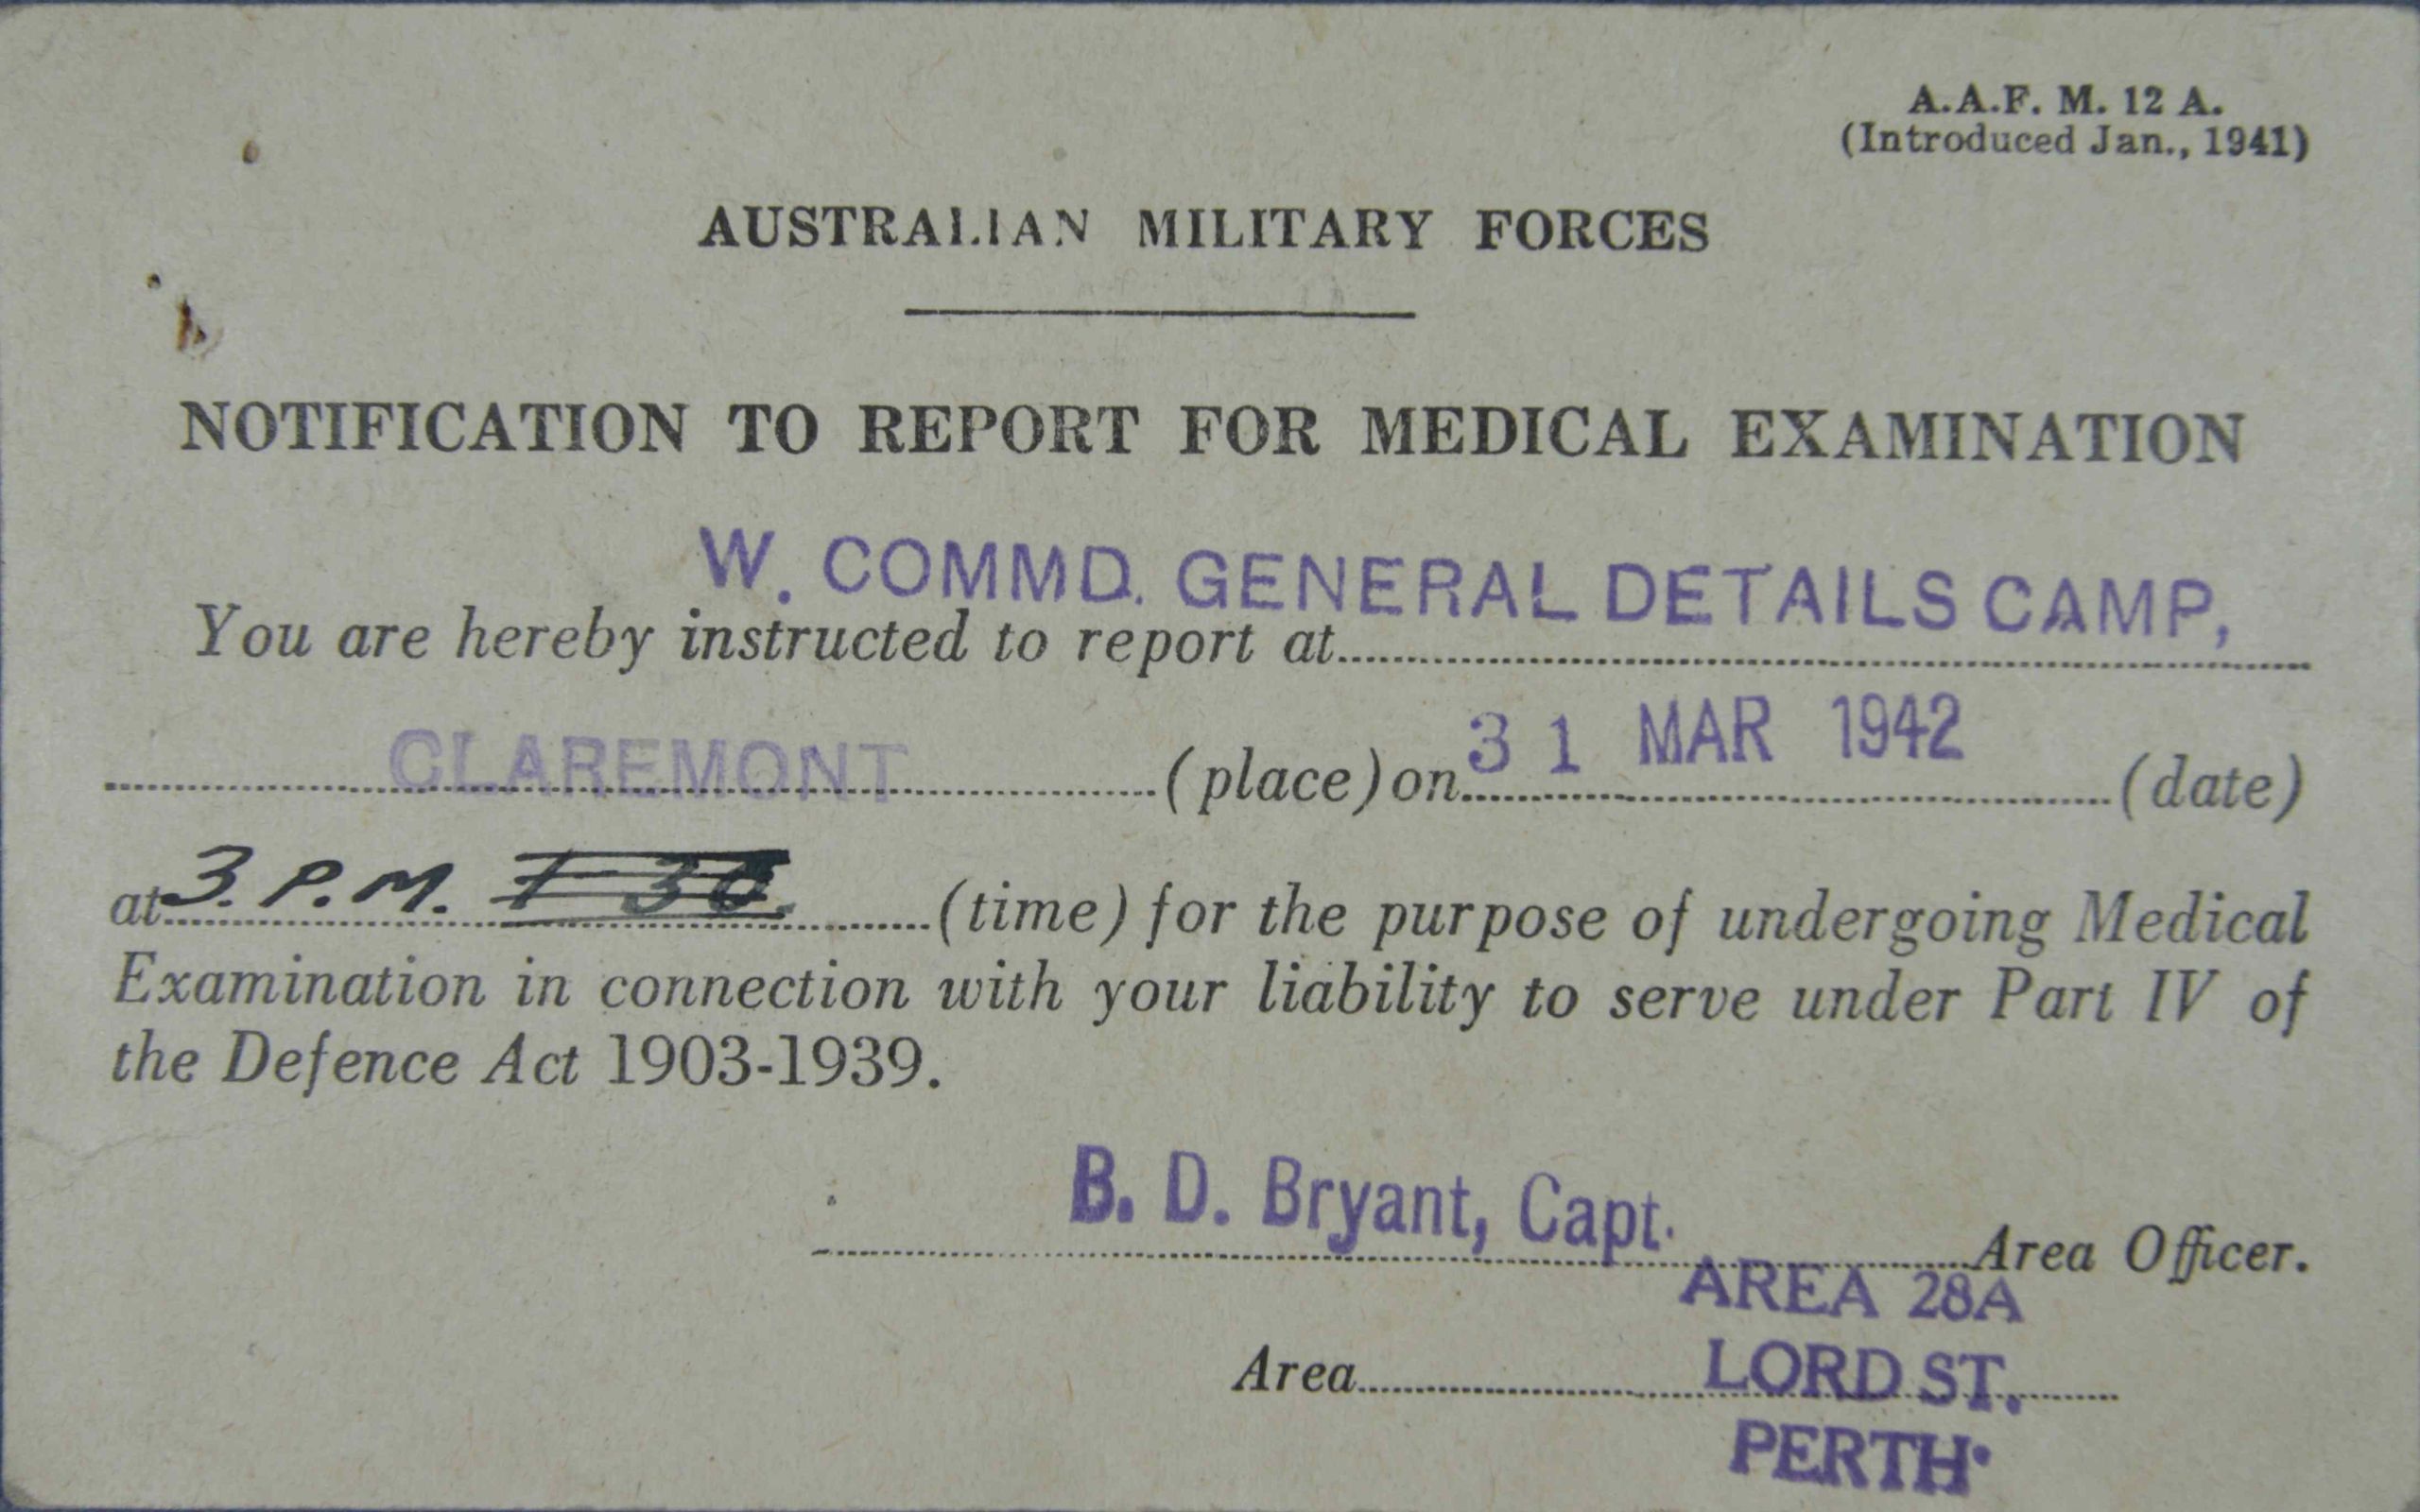 A.A.F. M. 12 A.
(Introduced Jan., 1941)
AUSTRALIAN MILITARY FORCES
NOTIFICATION TO REPORT FOR MEDICAL EXAMINATION
W. COMMD. GENERAL DETAILS CAMP,
You are hereby instructed to report at
CLAREMONT (place) on 31 MAR 1942 (date)
at 3. P.M. (time) for the purpose of undergoing Medical
Examination in connection with your liability to serve under Part IV of
the Defence Act 1903-1939.
B. D. Bryant, Capt. Area Officer.
AREA 28A
Area LORD ST.
PERTH.